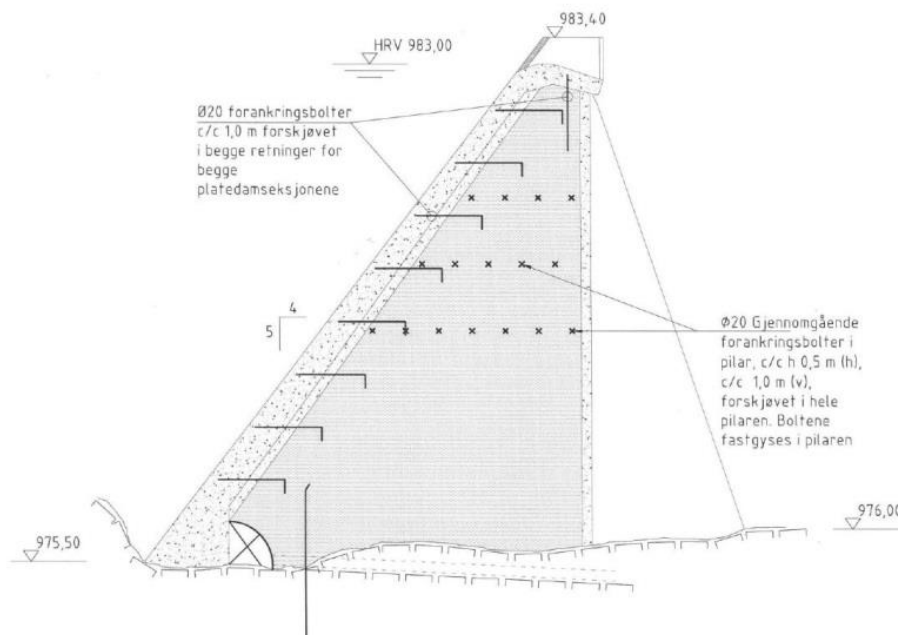 983,40
HRV 983,00
Ø20 forankringsbolter
c/c 1,0 m forskjøvet
i begge retninger for
begge
platedamseksjonene
4
5
Ø20 Gjennomgående
forankringsbolter i
pilar, c/c h 0,5 m (h),
c/c 1,0 m (v),
forskjøvet i hele
pilaren. Boltene
fastgyses i pilaren
976,00
975,50